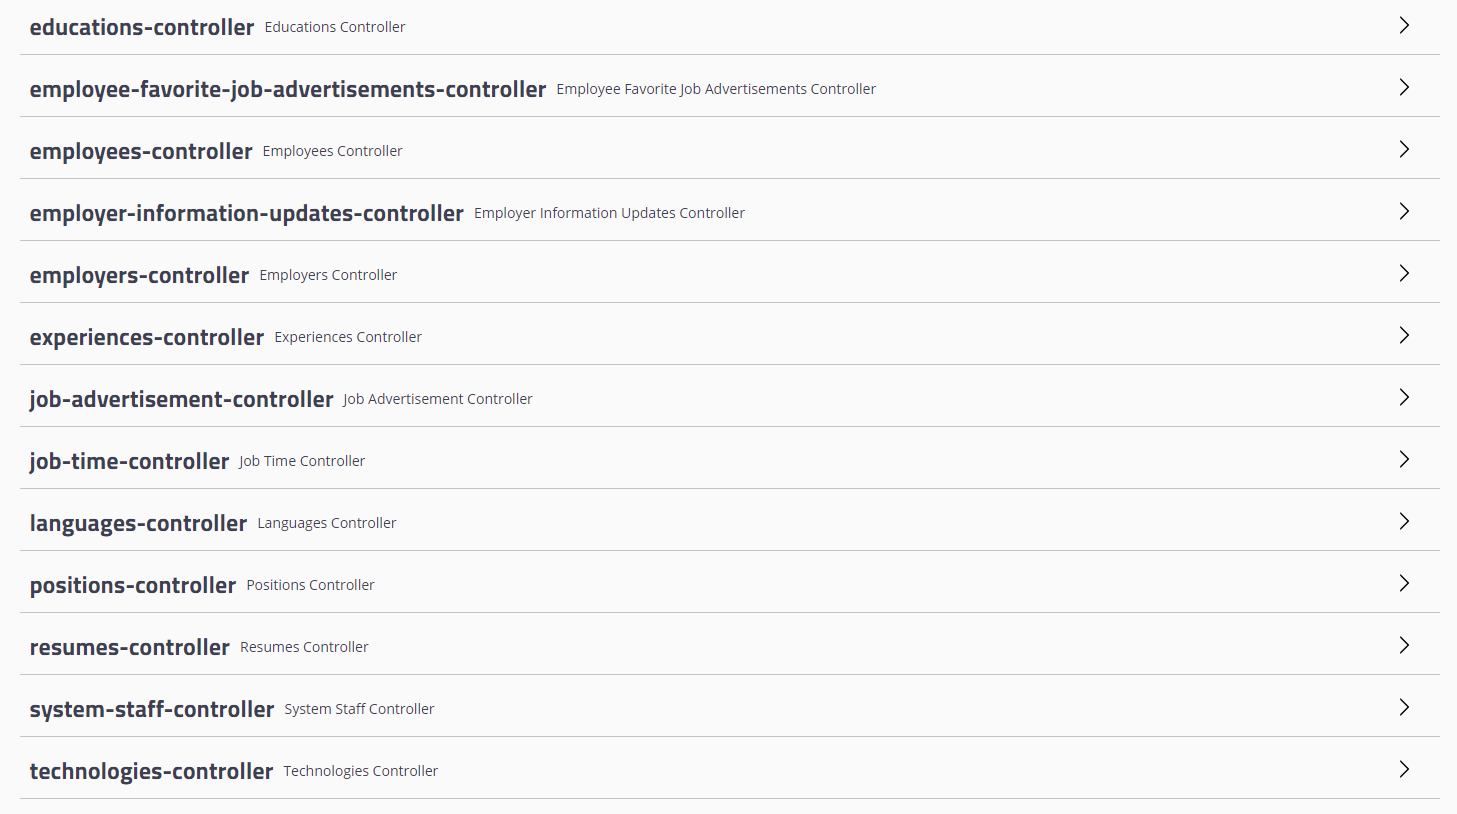 educations-controller Educations Controller
employee-favorite-job-advertisements-controller Employee Favorite Job Advertisements Controller
employees-controller Employees Controller
employer-information-updates-controller Employer Information Updates Controller
employers-controller Employers Controller
experiences-controller Experiences Controller
job-advertisement-controller Job Advertisement Controller
job-time-controller Job Time Controller
languages-controller Languages Controller
positions-controller Positions Controller
resumes-controller Resumes Controller
system-staff-controller System Staff Controller
technologies-controller Technologies Controller